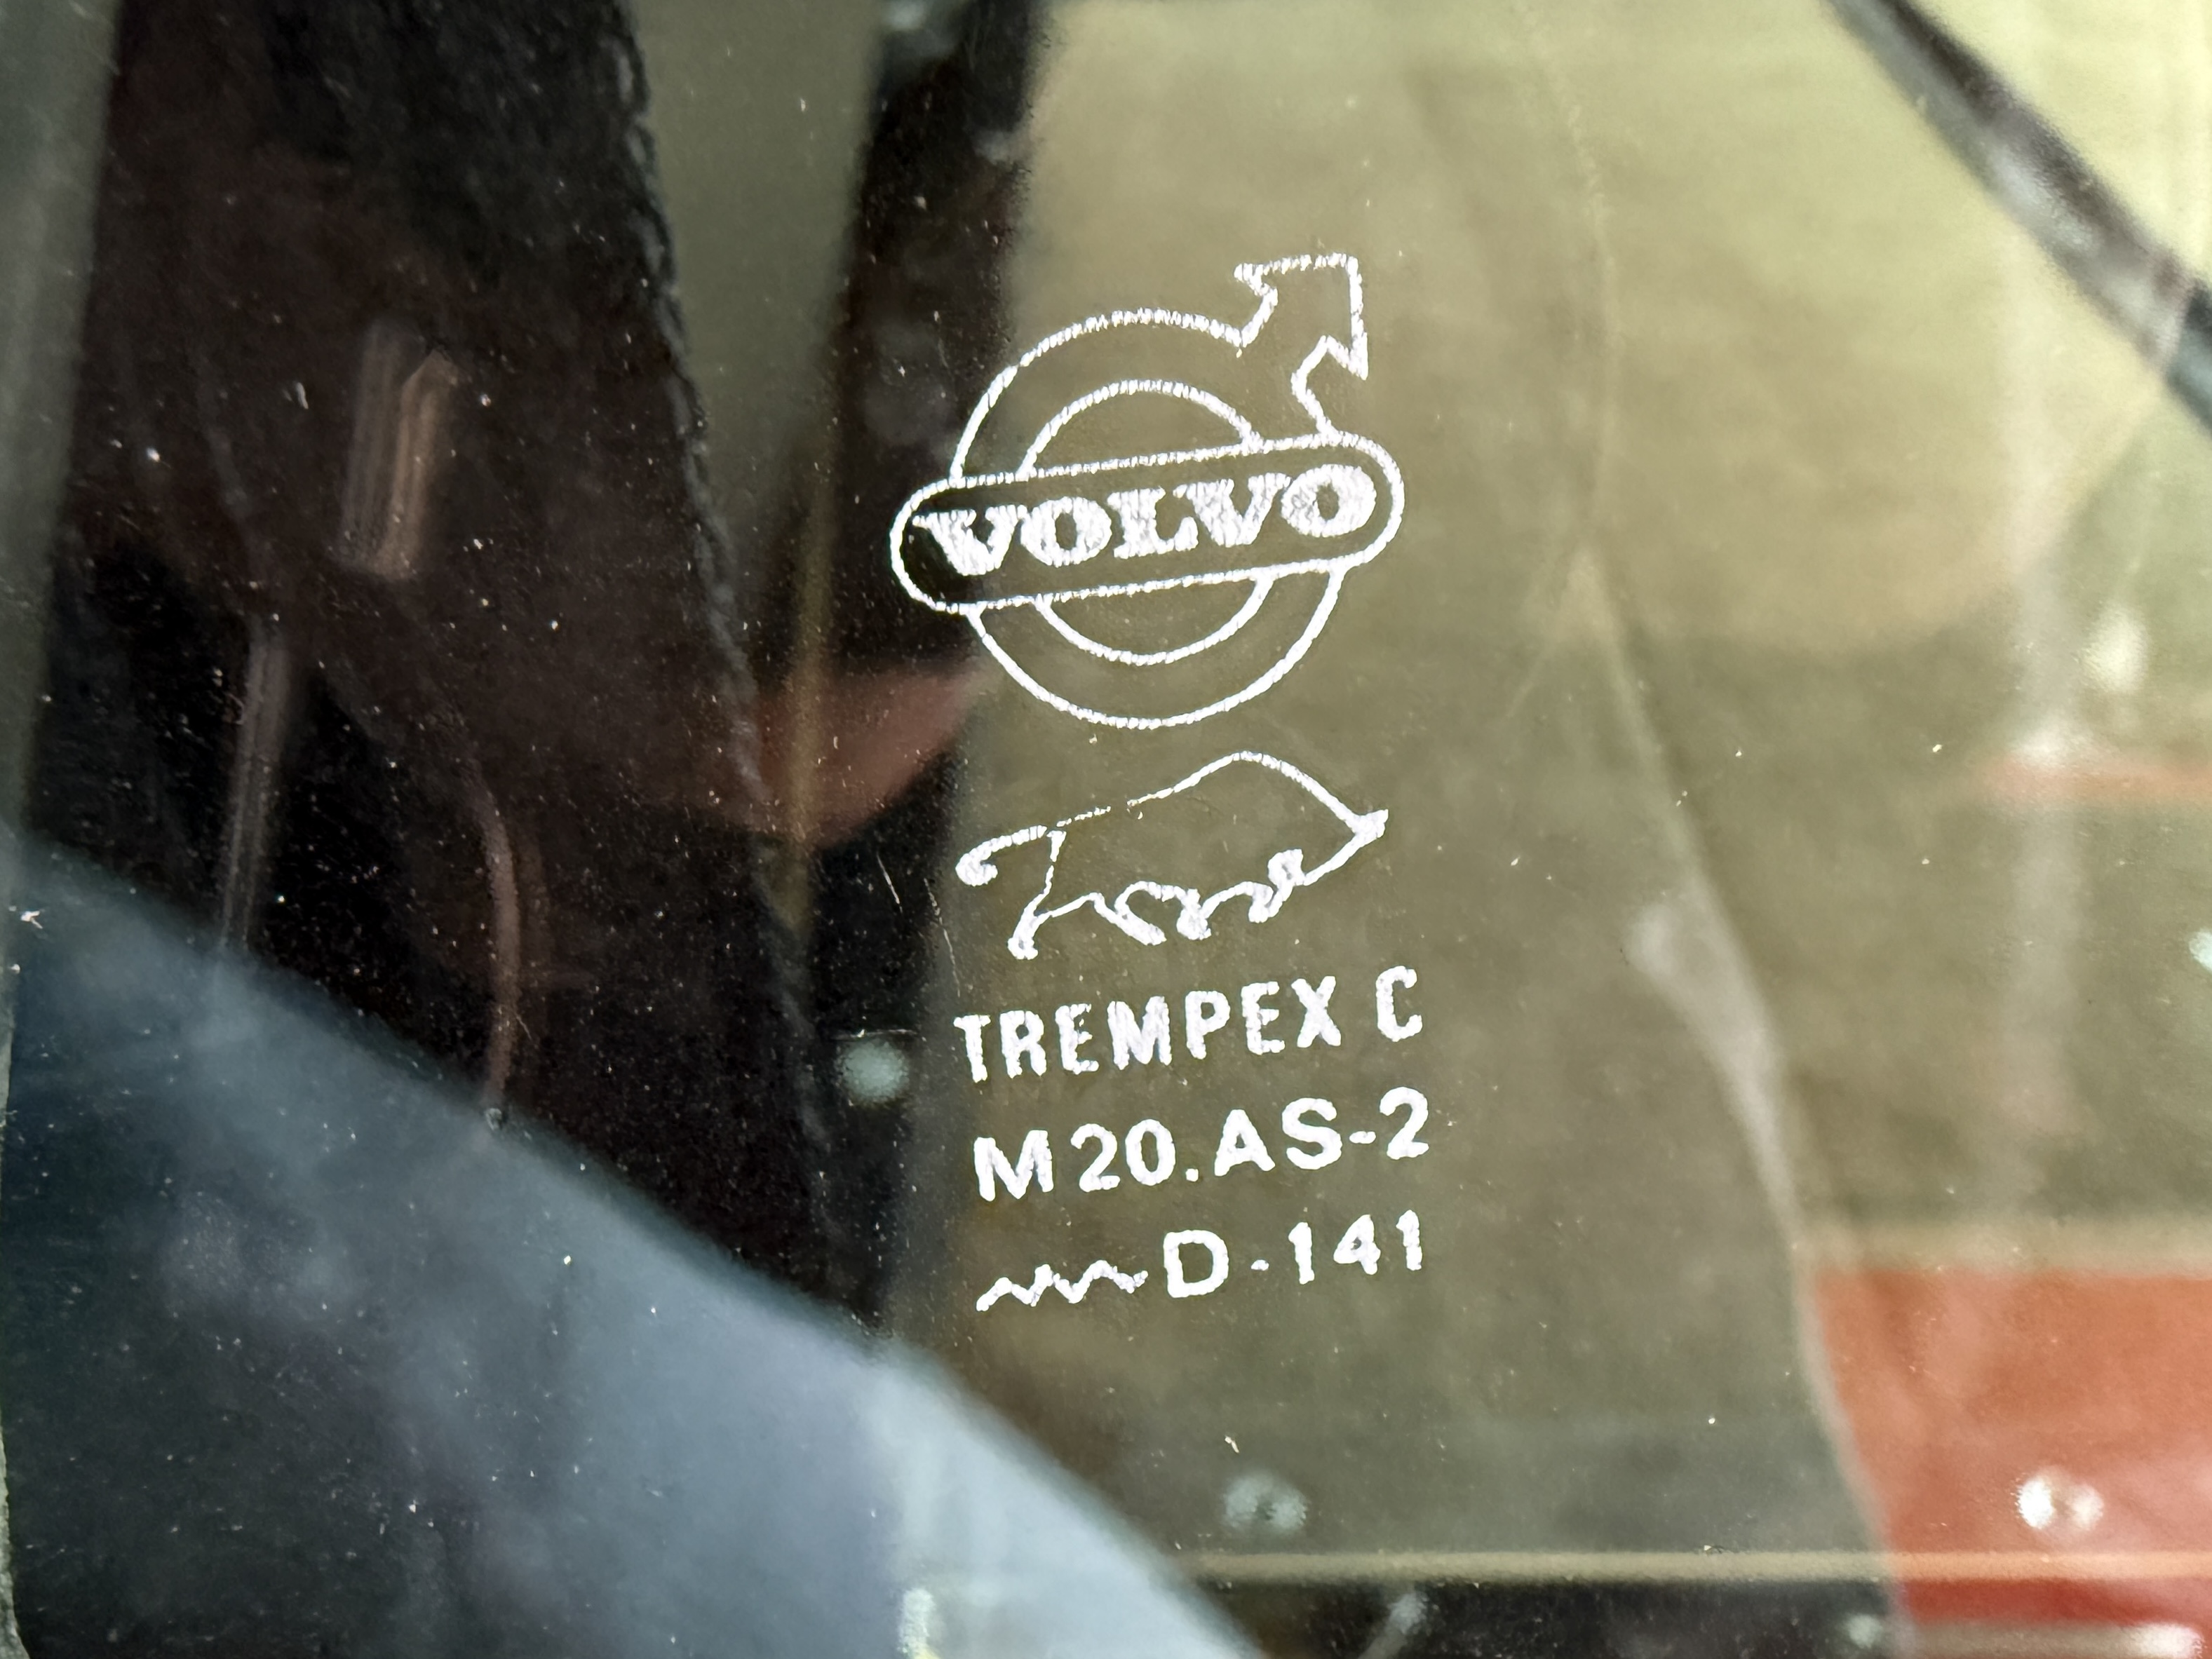 VOLVO
TREMPEX C
M20.AS-2
D-141